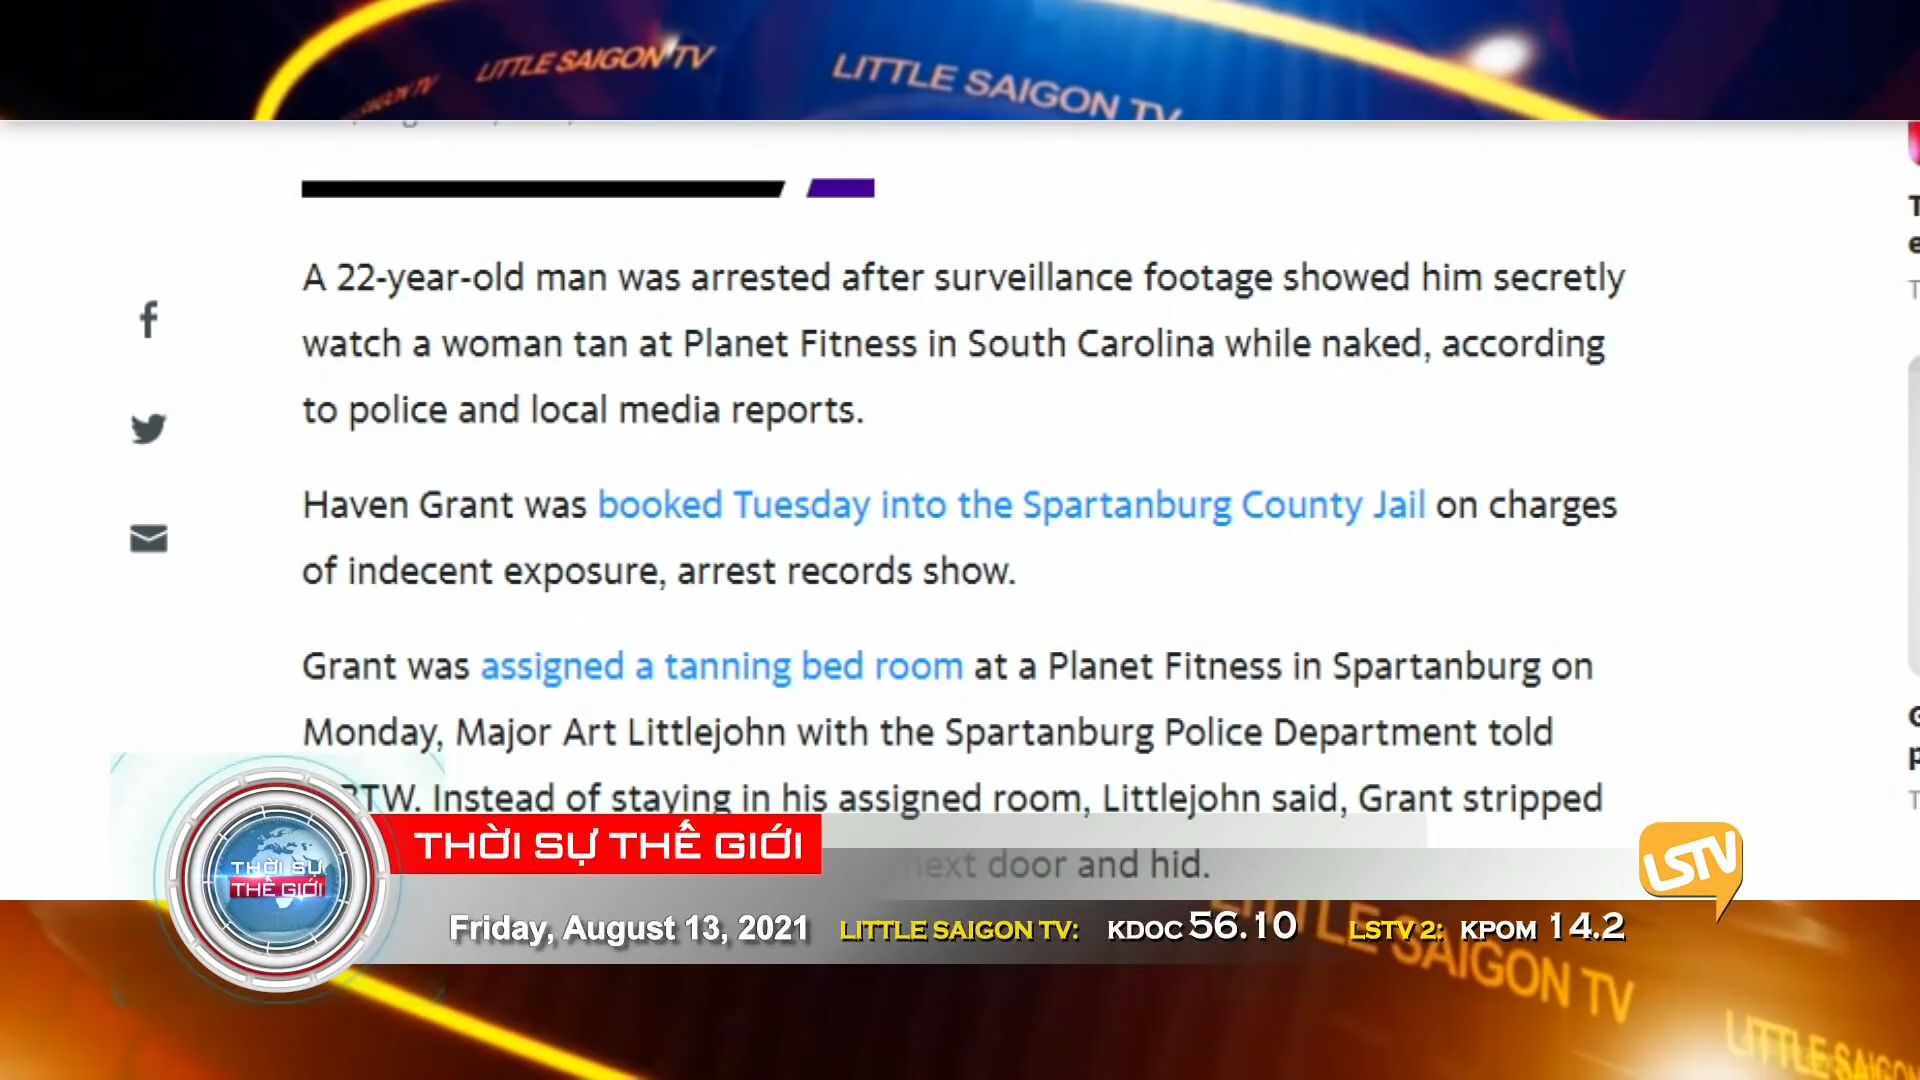 SAIGON TV
LITTLE SAIGON TV
LITTLE SAIGON TV
A 22-year-old man was arrested after surveillance footage showed him secretly
watch a woman tan at Planet Fitness in South Carolina while naked, according
to police and local media reports.
Haven Grant was booked Tuesday into the Spartanburg County Jail on charges
of indecent exposure, arrest records show.
Grant was assigned a tanning bed room at a Planet Fitness in Spartanburg on
Monday, Major Art Littlejohn with the Spartanburg Police Department told
Instead of staying in his assigned room, Littlejohn said, Grant stripped
next door and hid.
THỜI SỰ THẾ GIỚI
THỜI SỰ
THẾ GIỚI
LSTV
Friday, August 13, 2021 LITTLE SAIGON TV: KDOC 56.10 LSTV 2: KPOM 14.2
LITTLE SAIGON TV
LITTLE SAIGON